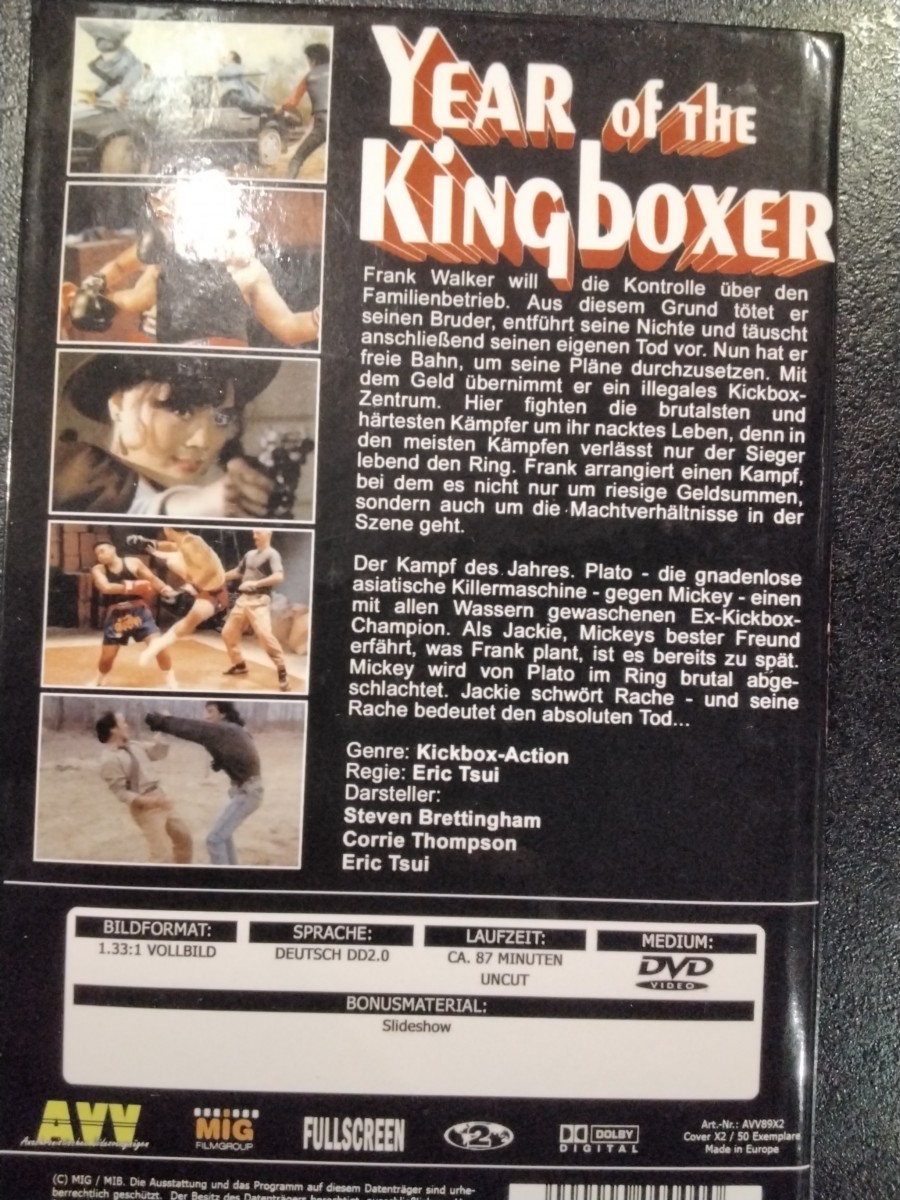 YEAR of THE
KingboXER
Frank Walker will die Kontrolle über den
Familienbetrieb. Aus diesem Grund tötet er
seinen Bruder, entführt seine Nichte und täuscht
anschließend seinen eigenen Tod vor. Nun hat er
freie Bahn, um seine Pläne durchzusetzen. Mit
dem Geld übernimmt er ein illegales Kickbox-
Zentrum. Hier fighten die brutalsten und
härtesten Kämpfer um ihr nacktes Leben, denn in
den meisten Kämpfen verlässt nur der Sieger
lebend den Ring. Frank arrangiert einen Kampf,
bei dem es nicht nur um riesige Geldsummen,
sondern auch um die Machtverhältnisse in der
Szene geht.
Der Kampf des Jahres. Plato - die gnadenlose
asiatische Killermaschine - gegen Mickey - einen
mit allen Wassern gewaschenen Ex-Kickbox-
Champion. Als Jackie, Mickeys bester Freund
erfährt, was Frank plant, ist es bereits zu spät.
Mickey wird von Plato im Ring brutal abge-
schlachtet. Jackie schwört Rache - und seine
Rache bedeutet den absoluten Tod...
Genre: Kickbox-Action
Regie: Eric Tsui
Darsteller:
Steven Brettingham
Corrie Thompson
Eric Tsui
BILDFORMAT: SPRACHE: LAUFZEIT: MEDIUM:
1.33:1 VOLLBILD DEUTSCH DD2.0 CA. 87 MINUTEN DVD
UNCUT VIDEO
BONUSMATERIAL:
Slideshow
AVV MiG FULLSCREEN 2 DOLBY Art.-Nr.: AVV89X2
FILMGROUP DIGITAL Cover X2 / 50 Exemplare
Made in Europe
(C) MIG / MIB. Die Ausstattung und das Programm auf diesem Datenträger sind urhe-
berrechtlich geschützt. Der Besitz des Datenträgers